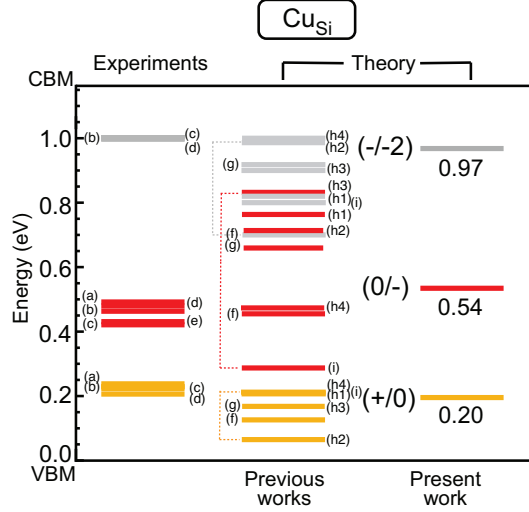 CuSi
Experiments
Theory
CBM
VBM
Energy (eV)
1.0
0.8
0.6
0.4
0.2
0.0
(b)
(c)
(d)
(a)
(b)
(c)
(d)
(e)
(a)
(b)
(c)
(d)
(h4)
(h2)
(g)
(h3)
(h3)
(h1)
(i)
(h1)
(f)
(h2)
(g)
(h4)
(f)
(i)
(h4)
(h1)
(i)
(g)
(h3)
(f)
(h2)
(-/-2)
0.97
(0/-)
0.54
(+/0)
0.20
Previous
works
Present
work